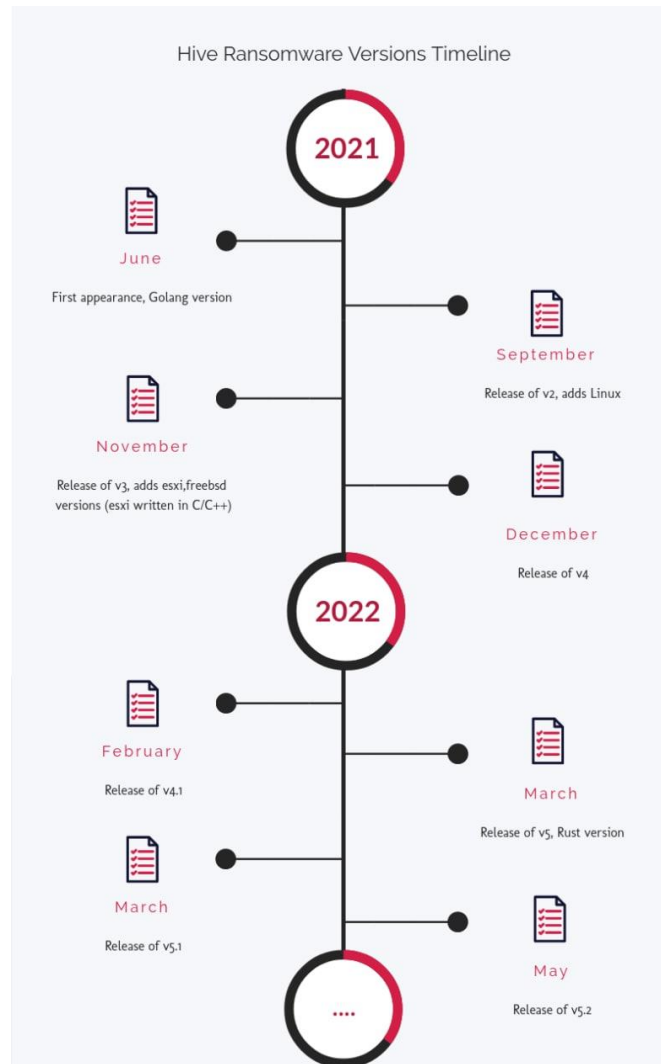 Hive Ransomware Versions Timeline
2021
June
First appearance, Golang version
September
Release of v2, adds Linux
November
Release of v3, adds esxi,freebsd
versions (esxi written in C/C++)
December
Release of v4
2022
February
Release of v4.1
March
Release of v5, Rust version
March
Release of v5.1
May
Release of v5.2
....